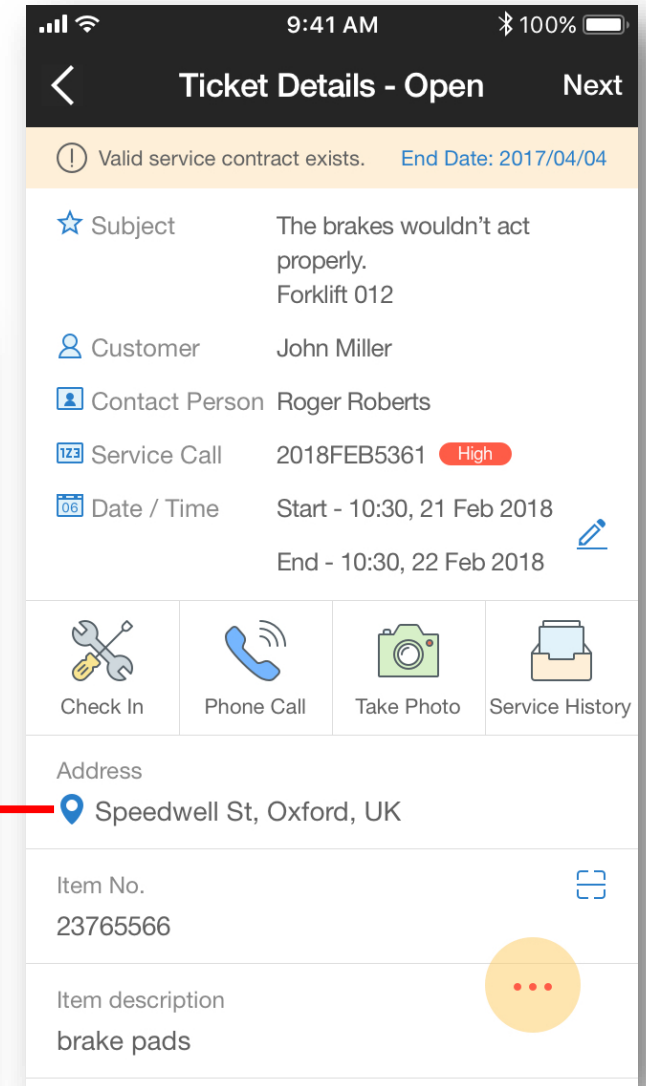 9:41 AM 100%
Ticket Details - Open Next
Valid service contract exists. End Date: 2017/04/04
Subject The brakes wouldn't act
properly.
Forklift 012
Customer John Miller
Contact Person Roger Roberts
123 Service Call 2018FEB5361 High
06 Date / Time Start - 10:30, 21 Feb 2018
End - 10:30, 22 Feb 2018
Check In Phone Call Take Photo Service History
Address
Speedwell St, Oxford, UK
Item No.
23765566
Item description
brake pads